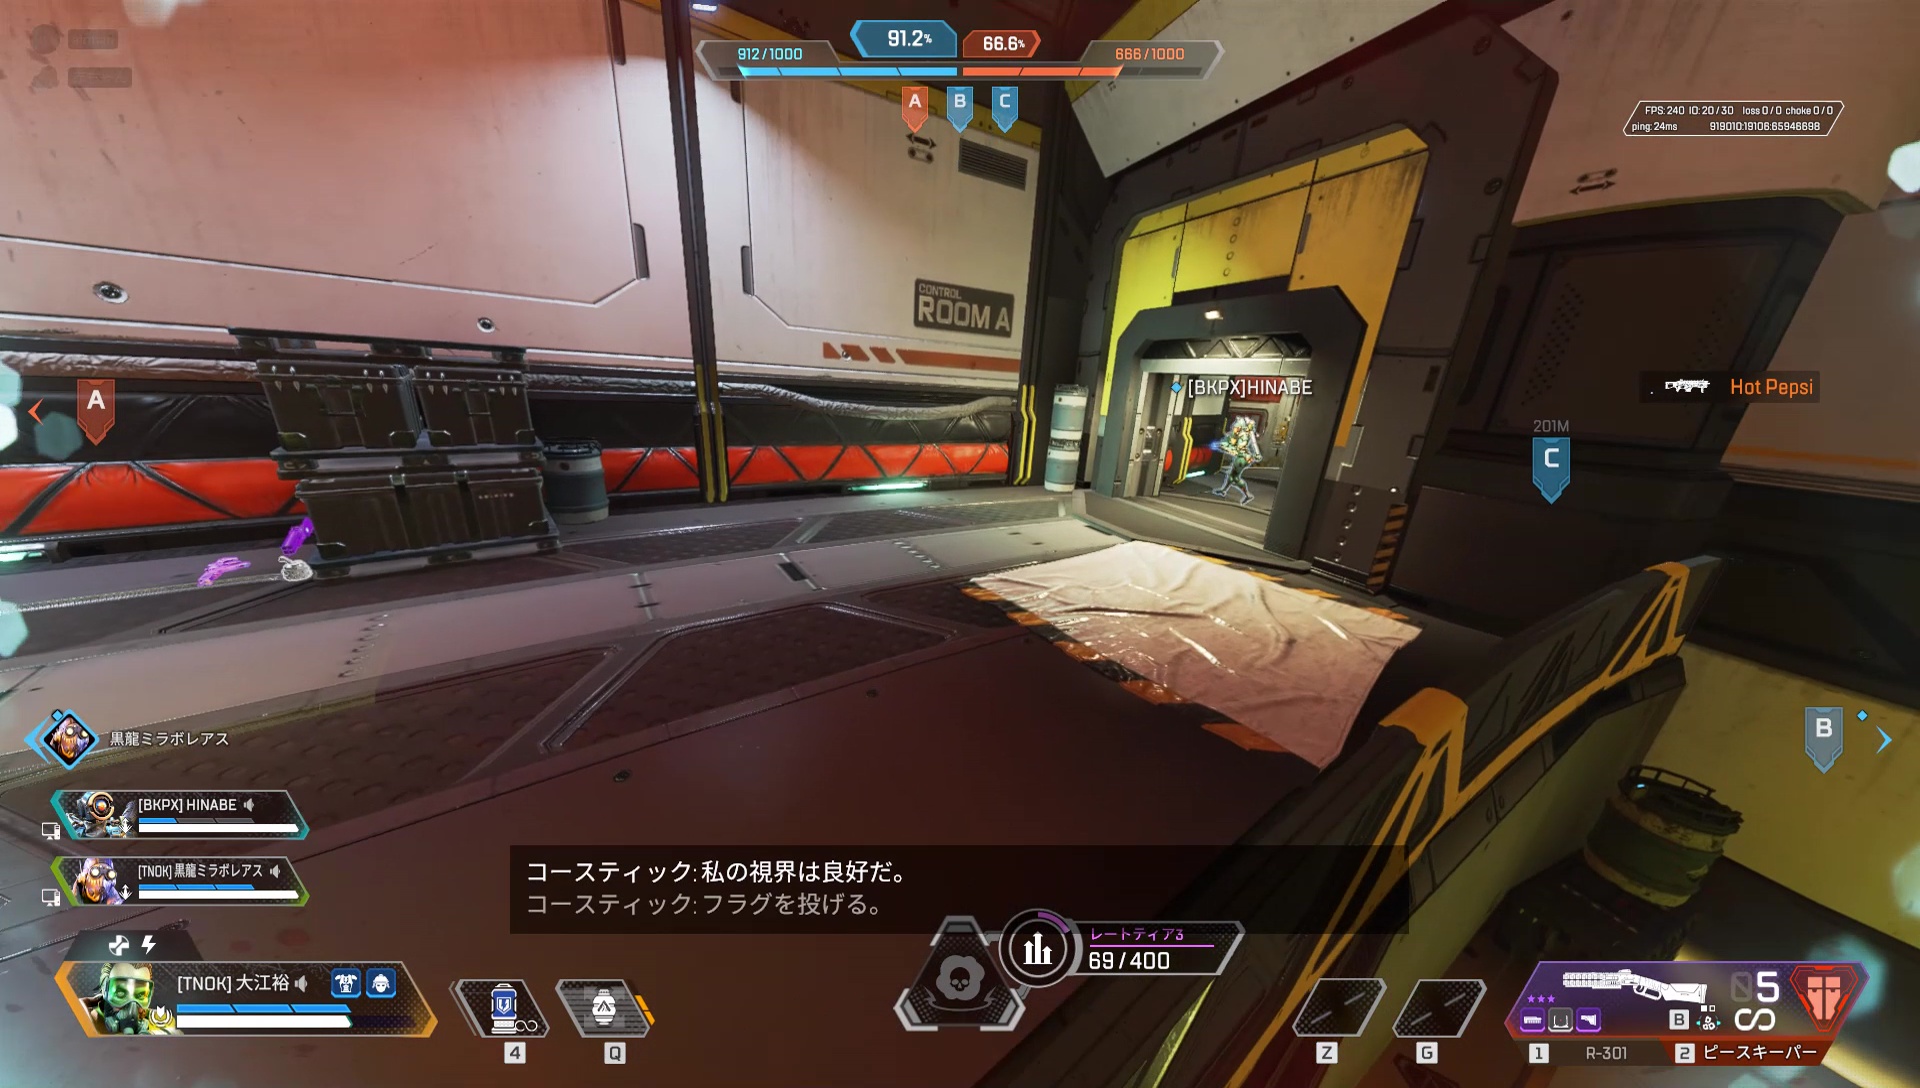 91.2%
66.6%
912/1000
666/1000
A
B
C
FPS:240 IO:20/30 loss 0/0 choke 0/0
ping:24ms 919010:19106:65946698
CONTROL
ROOM A
[BKPX]HINABE
Hot Pepsi
A
201M
C
B
黒龍ミラボレアス
[BKPX] HINABE
[TNOK] 黒龍ミラボレアス
コースティック: 私の視界は良好だ。
コースティック: フラグを投げる。
レートティア3
69/400
[TNOK] 大江裕
4
Q
Z
G
5
B
1
R-301
2
ピースキーパー